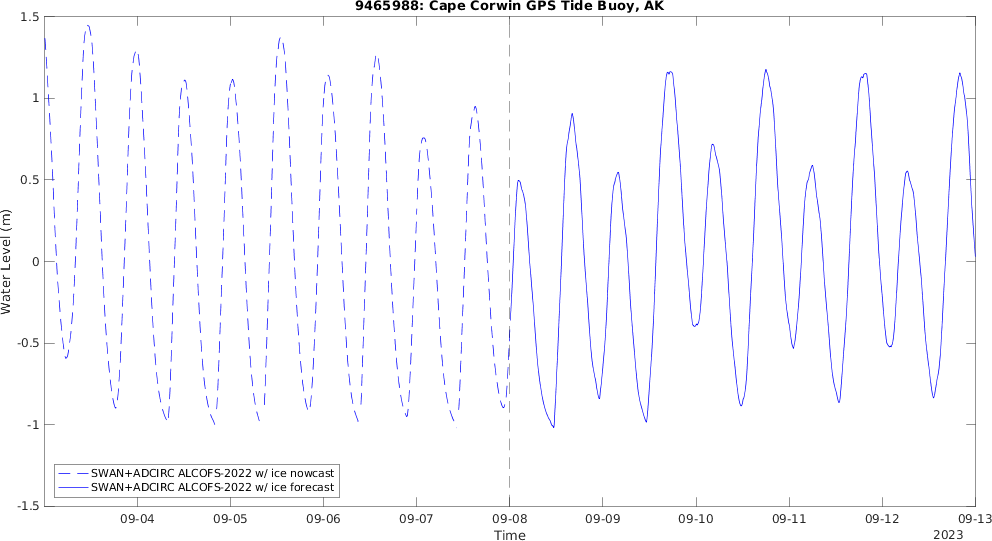 9465988: Cape Corwin GPS Tide Buoy, AK
1.5
1
0.5
0
-0.5
-1
-1.5
Water Level (m)
SWAN+ADCIRC ALCOFS-2022 w/ ice nowcast
SWAN+ADCIRC ALCOFS-2022 w/ ice forecast
09-04 09-05 09-06 09-07 09-08 09-09 09-10 09-11 09-12 09-13
Time
2023